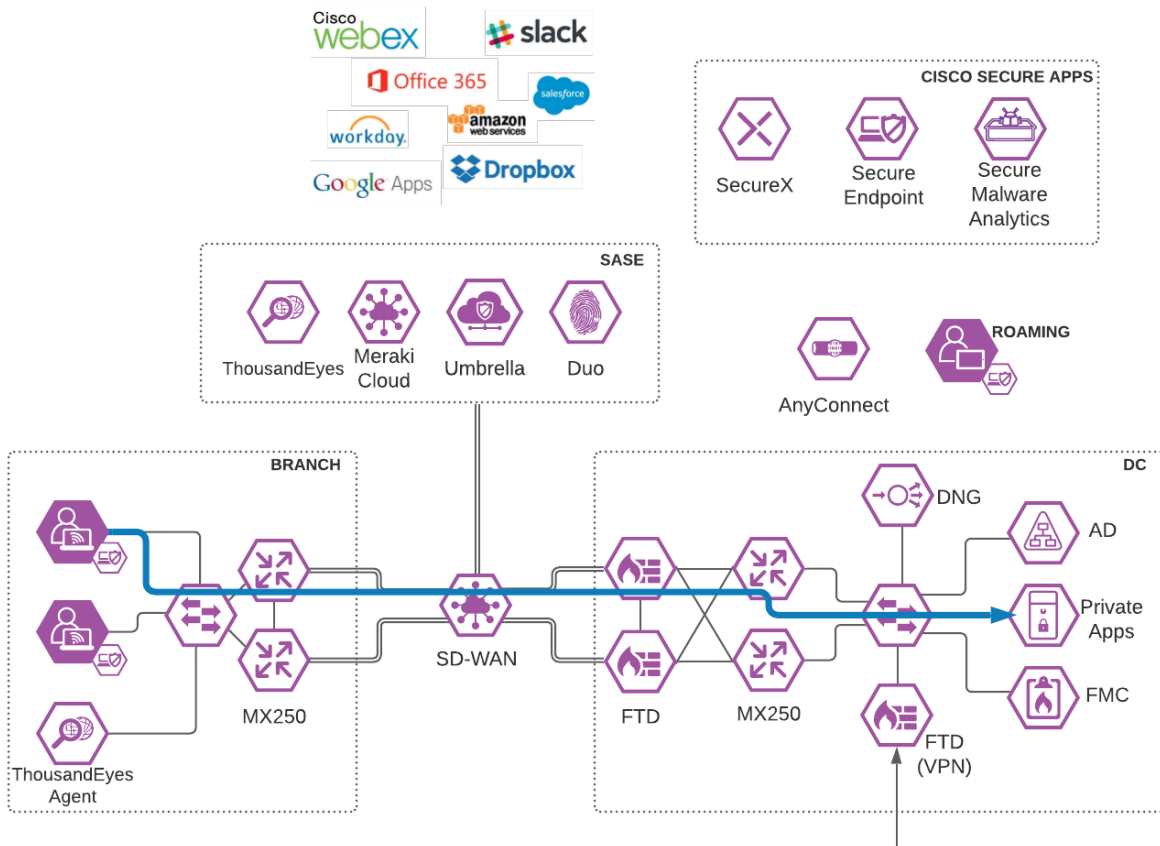 Cisco
webex
slack
Office 365
salesforce
workday.
amazon
web services
Google Apps
Dropbox
CISCO SECURE APPS
SecureX
Secure
Endpoint
Secure
Malware
Analytics
SASE
ThousandEyes
Meraki
Cloud
Umbrella
Duo
ROAMING
AnyConnect
BRANCH
MX250
ThousandEyes
Agent
SD-WAN
DC
DNG
AD
Private
Apps
FMC
FTD
MX250
FTD
(VPN)